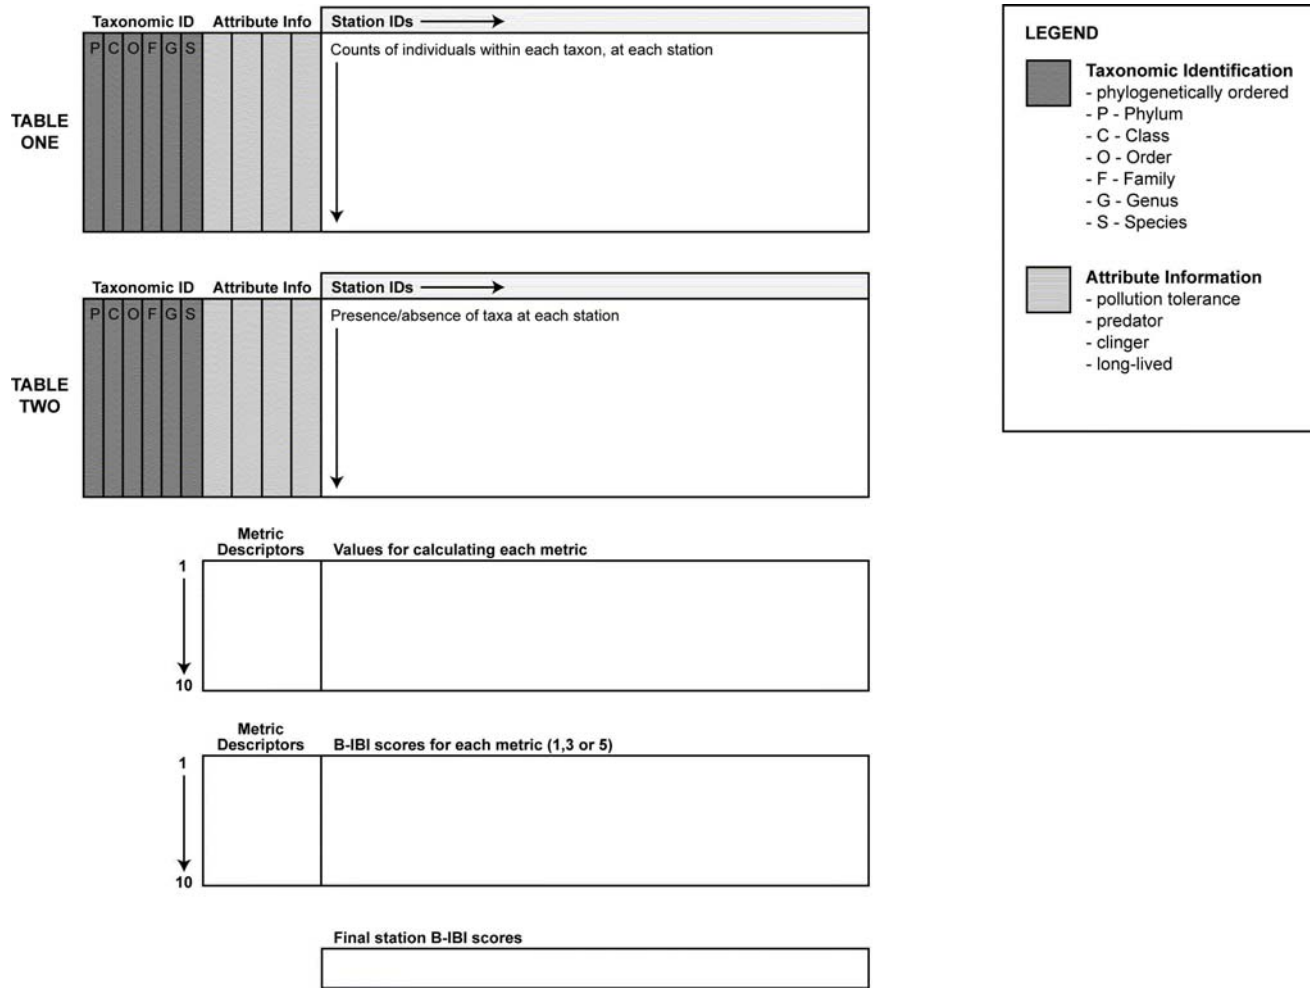 Taxonomic ID Attribute Info Station IDs
P C O F G S
Counts of individuals within each taxon, at each station
TABLE
ONE
Taxonomic ID Attribute Info Station IDs
P C O F G S
Presence/absence of taxa at each station
TABLE
TWO
Metric
Descriptors
Values for calculating each metric
1
10
Metric
Descriptors
B-IBI scores for each metric (1,3 or 5)
1
10
Final station B-IBI scores
LEGEND
Taxonomic Identification
- phylogenetically ordered
- P - Phylum
- C - Class
- O - Order
- F - Family
- G - Genus
- S - Species
Attribute Information
- pollution tolerance
- predator
- clinger
- long-lived